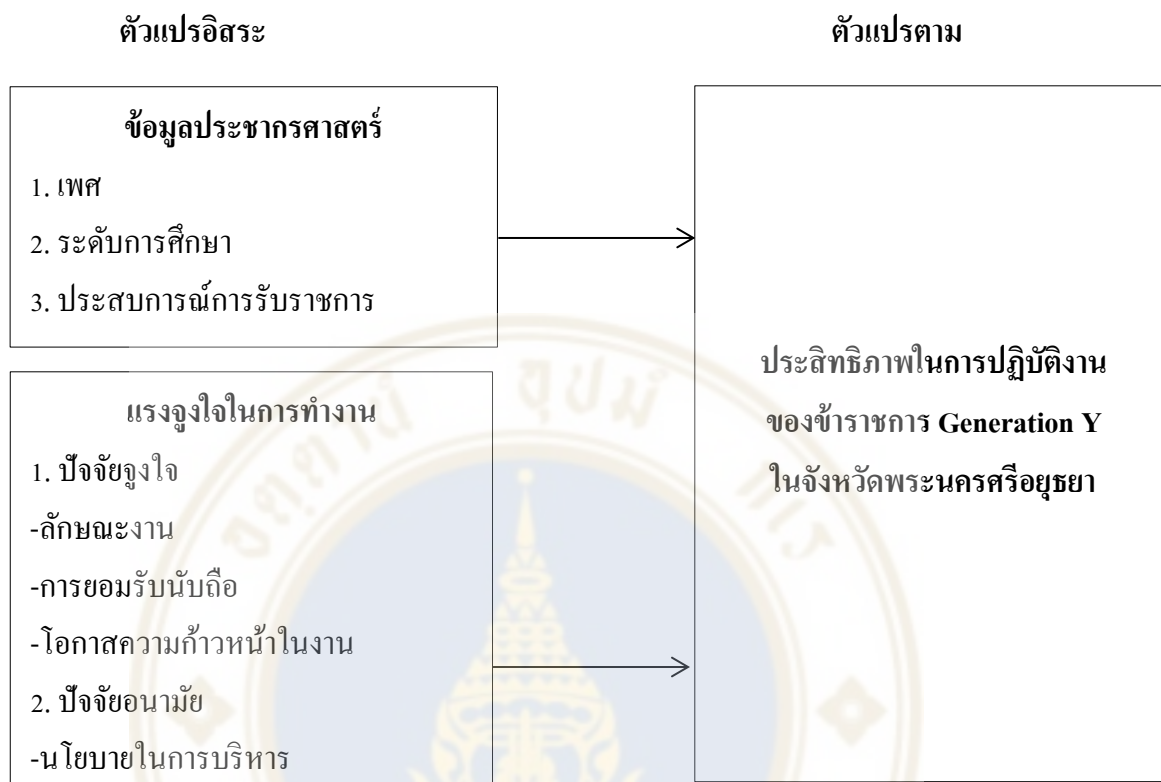 ตัวแปรอิสระ
ตัวแปรตาม
ข้อมูลประชากรศาสตร์
1. เพศ
2. ระดับการศึกษา
3. ประสบการณ์การรับราชการ
แรงจูงใจในการทำงาน
1. ปัจจัยจูงใจ
-ลักษณะงาน
-การยอมรับนับถือ
-โอกาสความก้าวหน้าในงาน
2. ปัจจัยอนามัย
-นโยบายในการบริหาร
ประสิทธิภาพในการปฏิบัติงาน
ของข้าราชการ Generation Y
ในจังหวัดพระนครศรีอยุธยา